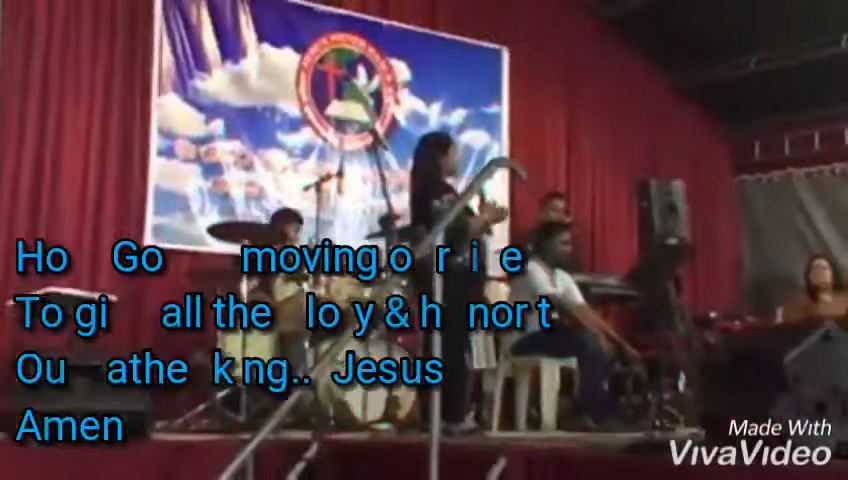 Ho Go moving o r i e
To gi all the lo y & h nor t
Ou athe k ng.. Jesus
Amen
Made With
VivaVideo